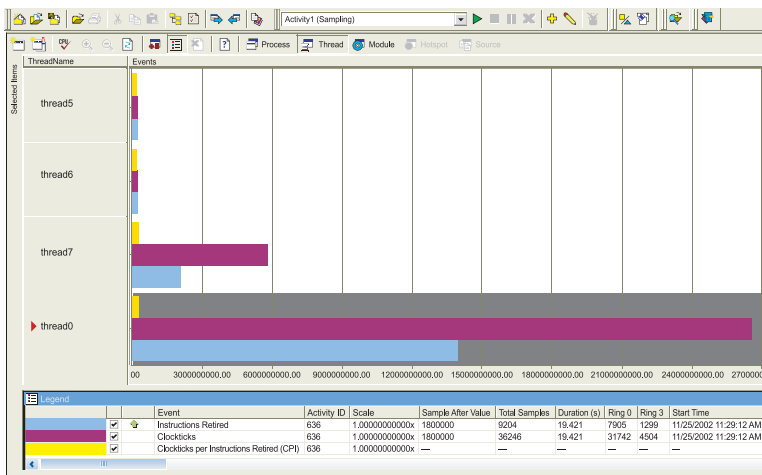 Activity1 (Sampling)
CPU
Process Thread Module Hotspot Source
Selected Items
ThreadName Events
thread5
thread6
thread7
thread0
00 3000000000.00 6000000000.00 9000000000.00 12000000000.00 15000000000.00 18000000000.00 21000000000.00 24000000000.00 2700000
Legend
Event Activity ID Scale Sample After Value Total Samples Duration (s) Ring 0 Ring 3 Start Time
Instructions Retired 636 1.00000000000x 1800000 9204 19.421 7905 1299 11/25/2002 11:29:12 AM
Clockticks 636 1.00000000000x 1800000 36246 19.421 31742 4504 11/25/2002 11:29:12 AM
Clockticks per Instructions Retired (CPI) 636 1.00000000000x — — — — — —